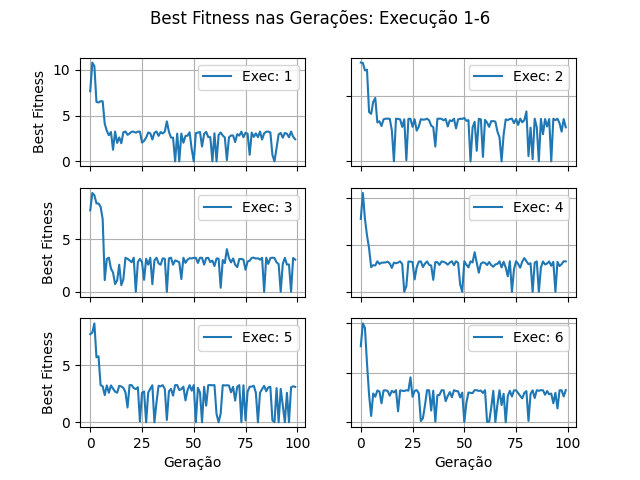 Best Fitness nas Gerações: Execução 1-6
Best Fitness
10
5
0
Exec: 1
Exec: 2
Best Fitness
5
0
Exec: 3
Exec: 4
Best Fitness
5
0
Exec: 5
Exec: 6
0 25 50 75 100
0 25 50 75 100
Geração
Geração